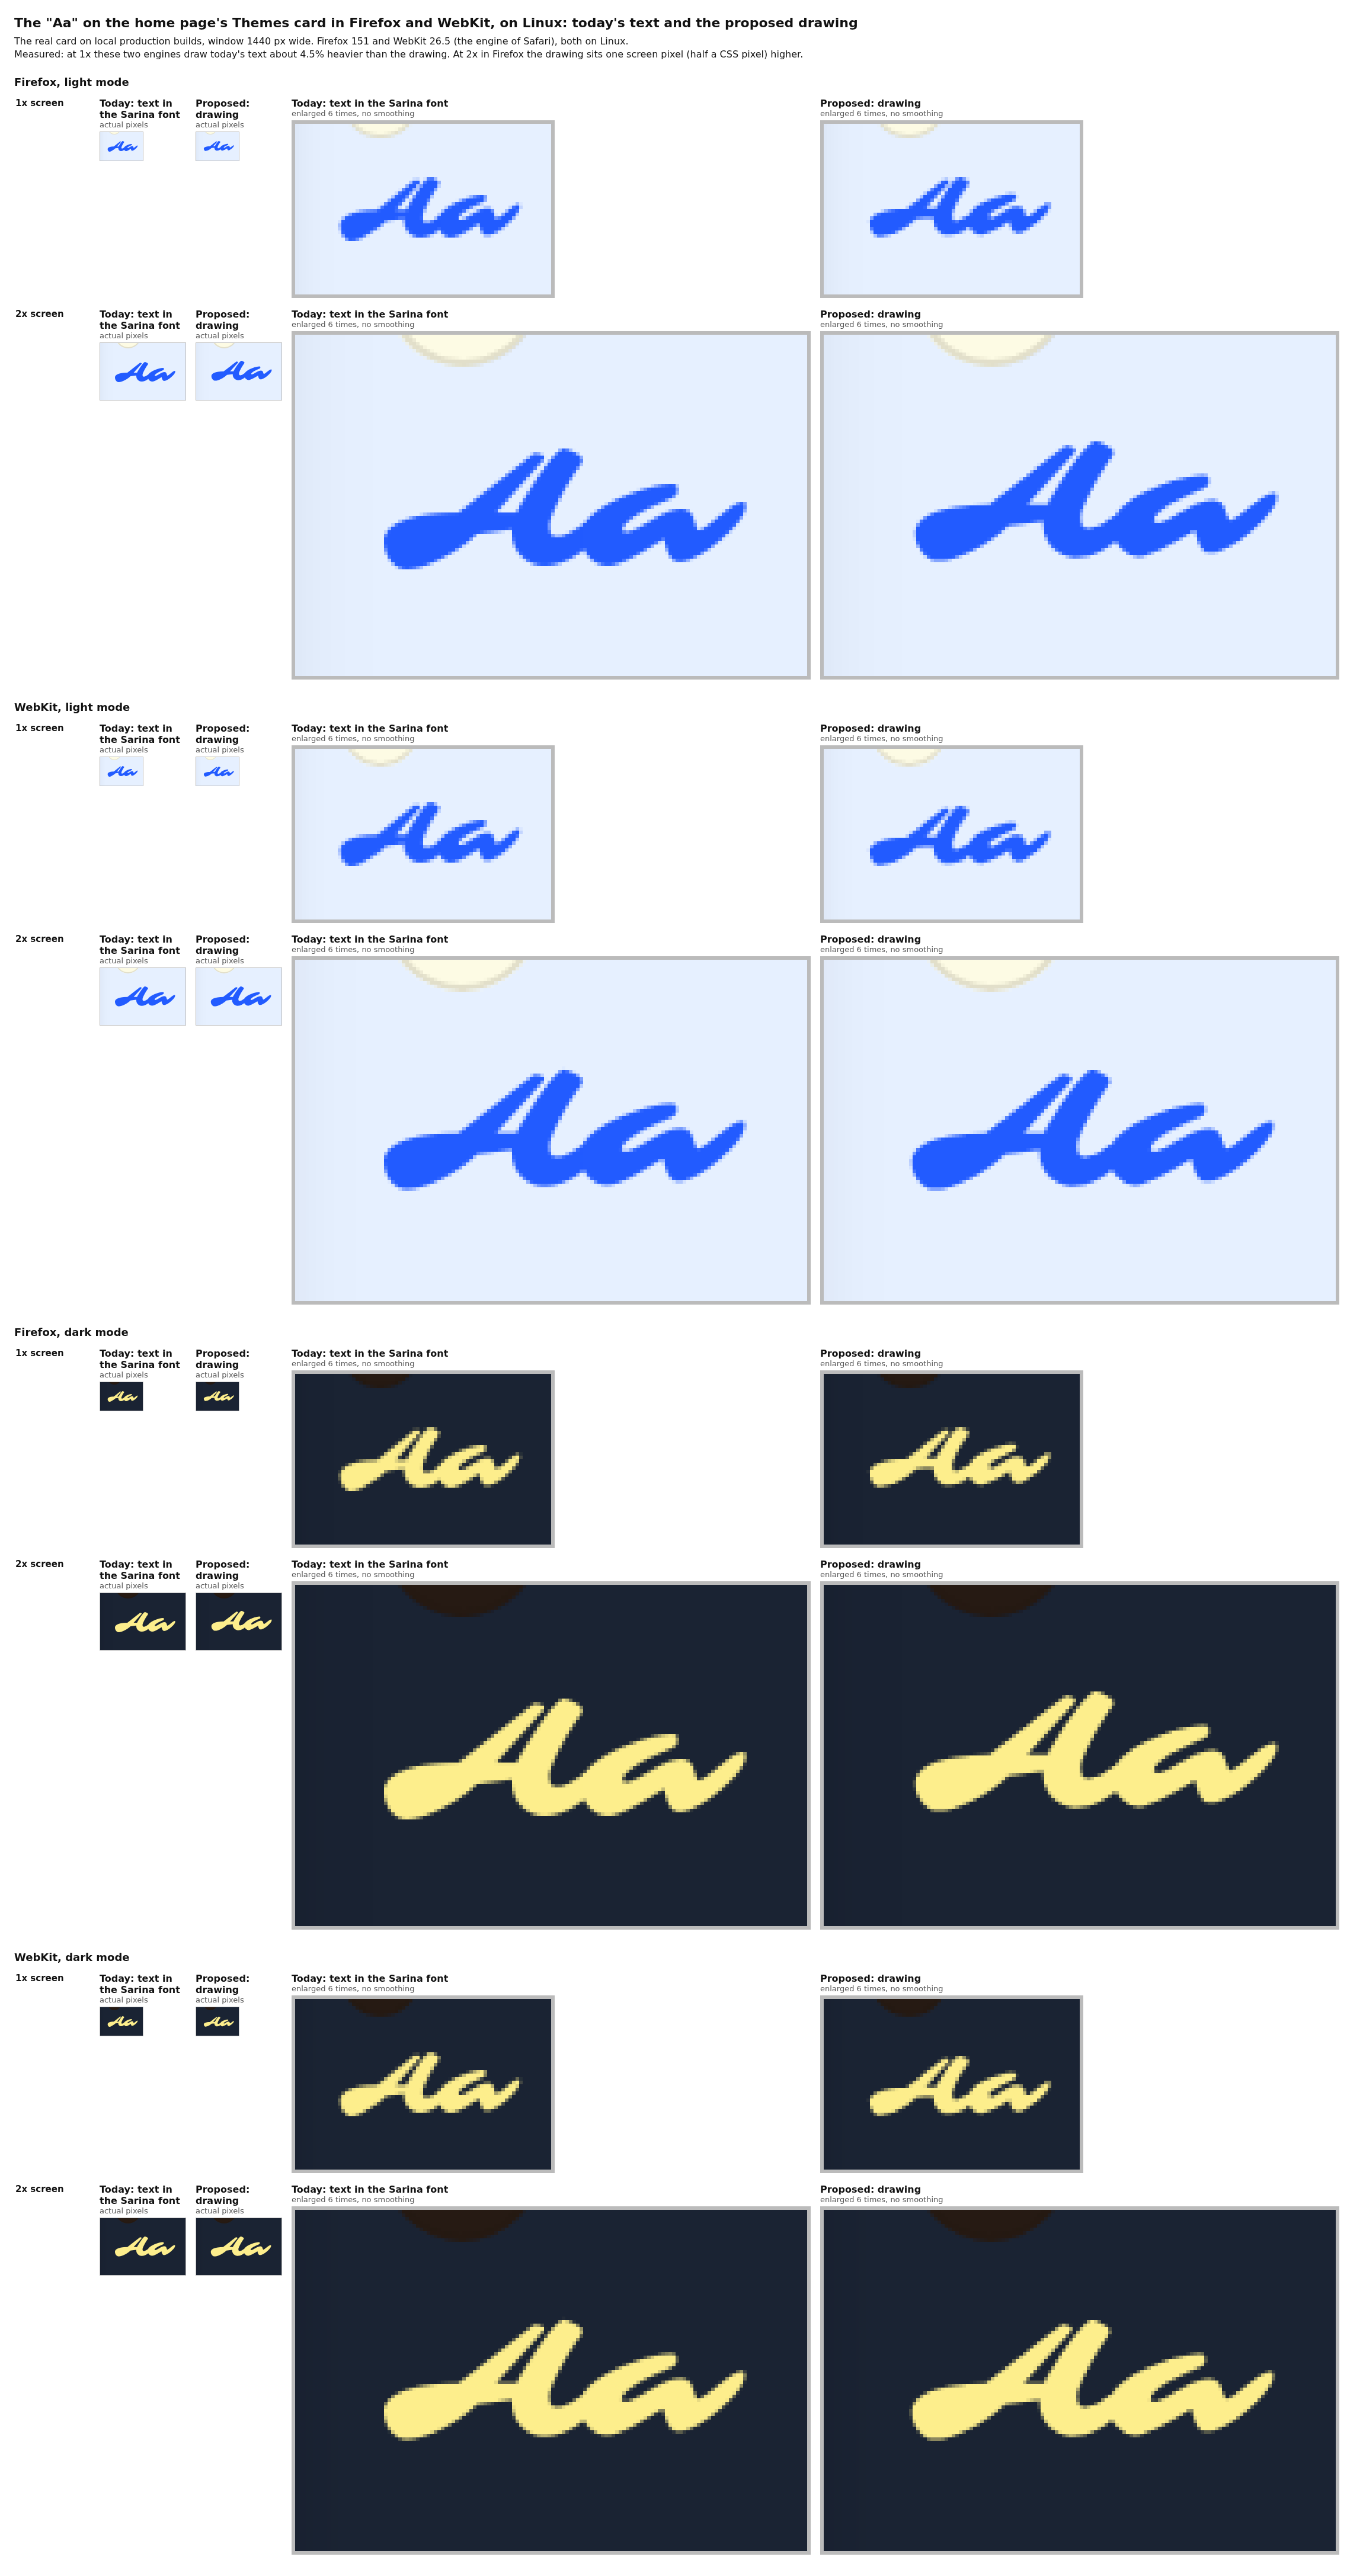 The "Aa" on the home page's Themes card in Firefox and WebKit, on Linux: today's text and the proposed drawing
The real card on local production builds, window 1440 px wide. Firefox 151 and WebKit 26.5 (the engine of Safari), both on Linux.
Measured: at 1x these two engines draw today's text about 4.5% heavier than the drawing. At 2x in Firefox the drawing sits one screen pixel (half a CSS pixel) higher.
Firefox, light mode
1x screen
Today: text in
the Sarina font
actual pixels
Aa
Proposed:
drawing
actual pixels
Aa
Today: text in the Sarina font
enlarged 6 times, no smoothing
Aa
Proposed: drawing
enlarged 6 times, no smoothing
Aa
2x screen
Today: text in
the Sarina font
actual pixels
Aa
Proposed:
drawing
actual pixels
Aa
Today: text in the Sarina font
enlarged 6 times, no smoothing
Aa
Proposed: drawing
enlarged 6 times, no smoothing
Aa
WebKit, light mode
1x screen
Today: text in
the Sarina font
actual pixels
Aa
Proposed:
drawing
actual pixels
Aa
Today: text in the Sarina font
enlarged 6 times, no smoothing
Aa
Proposed: drawing
enlarged 6 times, no smoothing
Aa
2x screen
Today: text in
the Sarina font
actual pixels
Aa
Proposed:
drawing
actual pixels
Aa
Today: text in the Sarina font
enlarged 6 times, no smoothing
Aa
Proposed: drawing
enlarged 6 times, no smoothing
Aa
Firefox, dark mode
1x screen
Today: text in
the Sarina font
actual pixels
Aa
Proposed:
drawing
actual pixels
Aa
Today: text in the Sarina font
enlarged 6 times, no smoothing
Aa
Proposed: drawing
enlarged 6 times, no smoothing
Aa
2x screen
Today: text in
the Sarina font
actual pixels
Aa
Proposed:
drawing
actual pixels
Aa
Today: text in the Sarina font
enlarged 6 times, no smoothing
Aa
Proposed: drawing
enlarged 6 times, no smoothing
Aa
WebKit, dark mode
1x screen
Today: text in
the Sarina font
actual pixels
Aa
Proposed:
drawing
actual pixels
Aa
Today: text in the Sarina font
enlarged 6 times, no smoothing
Aa
Proposed: drawing
enlarged 6 times, no smoothing
Aa
2x screen
Today: text in
the Sarina font
actual pixels
Aa
Proposed:
drawing
actual pixels
Aa
Today: text in the Sarina font
enlarged 6 times, no smoothing
Aa
Proposed: drawing
enlarged 6 times, no smoothing
Aa